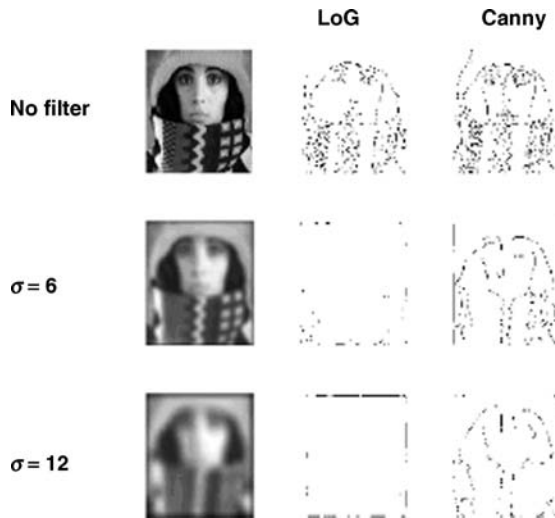 LoG Canny
No filter
σ = 6
σ = 12